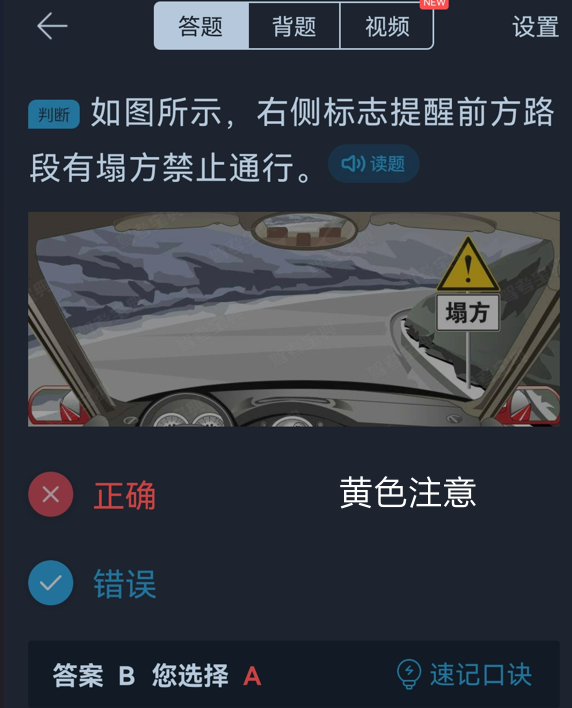 答题 背题 视频 NEW 设置
判断 如图所示，右侧标志提醒前方路
段有塌方禁止通行。 读题
!
塌方
正确 黄色注意
错误
答案 B 您选择 A 速记口诀